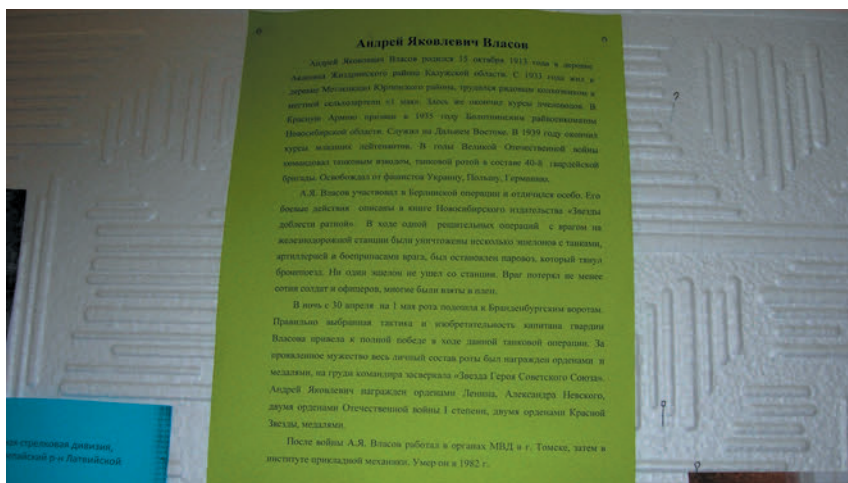 Андрей Яковлевич Власов
Андрей Яковлевич Власов родился 15 октября 1913 года в деревне
Жиздринского района Калужской области. С 1933 года жил в
деревне Юргинского района, трудился рядовым колхозником в
местной сельхозартели «1 мая». Здесь же окончил курсы пчеловодов. В
Красную Армию призван в 1935 году Болотнинским райвоенкоматом
Новосибирской области. Служил на Дальнем Востоке. В 1939 году окончил
курсы младших лейтенантов. В годы Великой Отечественной войны
командовал танковым взводом, танковой ротой в составе 40-й гвардейской
бригады. Освобождал от фашистов Украину, Польшу, Германию.
А.Я. Власов участвовал в Берлинской операции и отличился особо. Его
боевые действия описаны в книге Новосибирского издательства «Звезды
доблести ратной». В ходе одной решительных операций с врагом на
железнодорожной станции были уничтожены несколько эшелонов с танками,
артиллерией и боеприпасами врага, был остановлен паровоз, который тянул
бронепоезд. Ни один эшелон не ушел со станции. Враг потерял не менее
сотни солдат и офицеров, многие были взяты в плен.
В ночь с 30 апреля на 1 мая рота подошла к Бранденбургским воротам.
Правильно выбранная тактика и изобретательность капитана гвардии
Власова привела к полной победе в ходе данной танковой операции. За
проявленное мужество весь личный состав роты был награжден орденами и
медалями, на груди командира засверкала «Звезда Героя Советского Союза».
Андрей Яковлевич награжден орденами Ленина, Александра Невского,
двумя орденами Отечественной войны I степени, двумя орденами Красной
Звезды, медалями.
После войны А.Я. Власов работал в органах МВД в г. Томске, затем в
институте прикладной механики. Умер он в 1982 г.
стрелковая дивизия,
р-н Латвийской